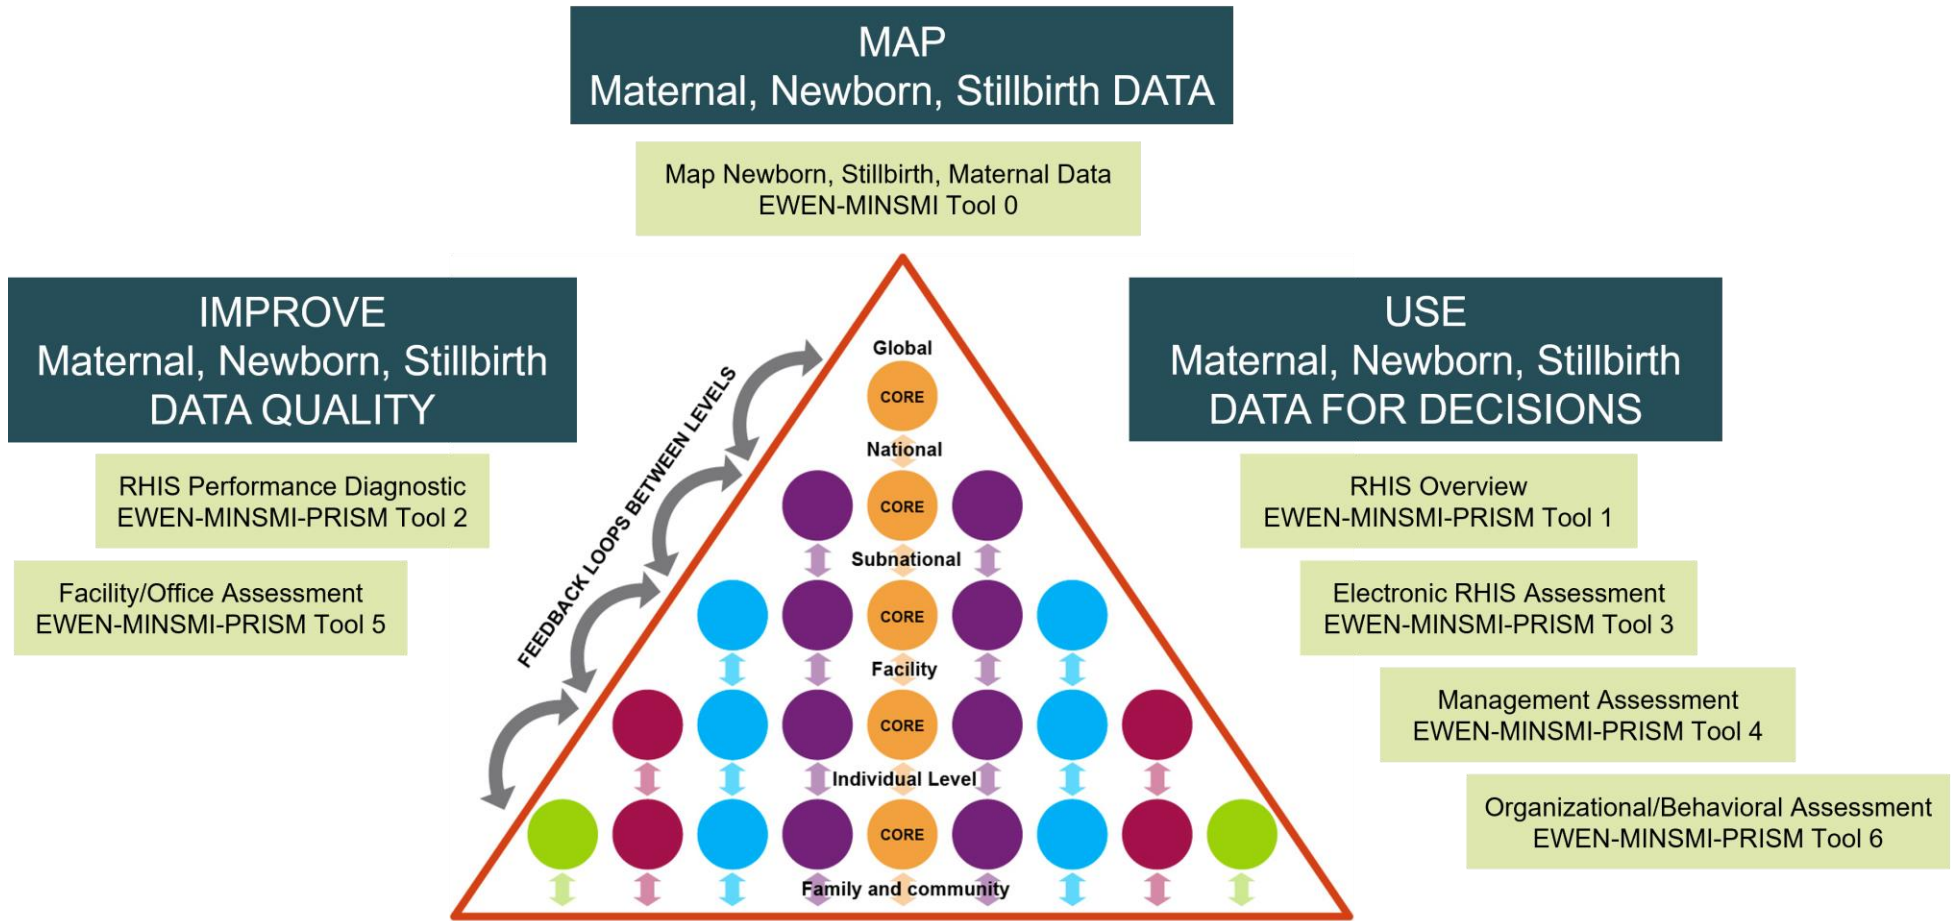 MAP
Maternal, Newborn, Stillbirth DATA
Map Newborn, Stillbirth, Maternal Data
EWEN-MINSMI Tool 0
IMPROVE
Maternal, Newborn, Stillbirth
DATA QUALITY
RHIS Performance Diagnostic
EWEN-MINSMI-PRISM Tool 2
Facility/Office Assessment
EWEN-MINSMI-PRISM Tool 5
FEEDBACK LOOPS BETWEEN LEVELS
Global
CORE
National
CORE
Subnational
CORE
Facility
CORE
Individual Level
CORE
Family and community
USE
Maternal, Newborn, Stillbirth
DATA FOR DECISIONS
RHIS Overview
EWEN-MINSMI-PRISM Tool 1
Electronic RHIS Assessment
EWEN-MINSMI-PRISM Tool 3
Management Assessment
EWEN-MINSMI-PRISM Tool 4
Organizational/Behavioral Assessment
EWEN-MINSMI-PRISM Tool 6